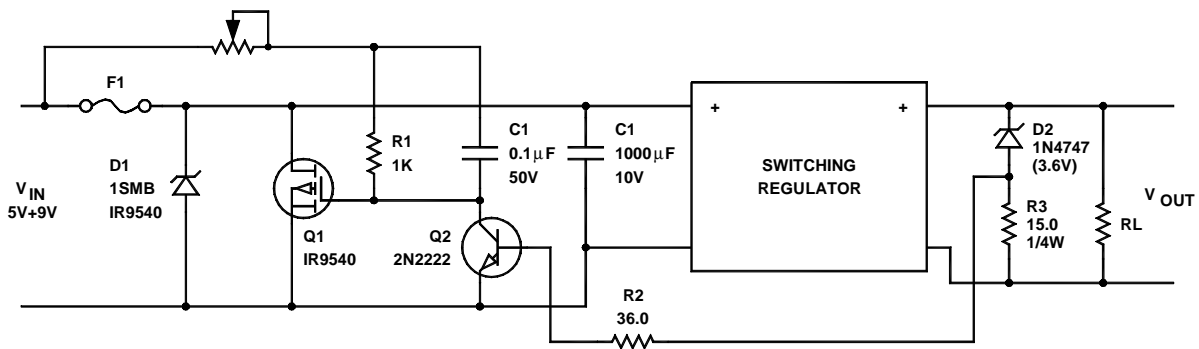 F1
R1
1K
C1
0.1µF
50V
C1
1000µF
10V
+
+
SWITCHING
REGULATOR
D2
1N4747
(3.6V)
D1
1SMB
IR9540
V IN
5V+9V
Q1
IR9540
Q2
2N2222
R3
15.0
1/4W
RL
V OUT
R2
36.0